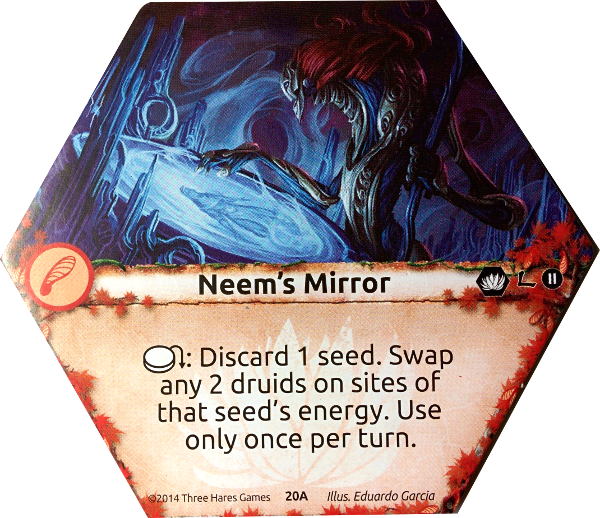 Neem's Mirror
: Discard 1 seed. Swap
any 2 druids on sites of
that seed's energy. Use
only once per turn.
©2014 Three Hares Games 20A Illus. Eduardo Garcia